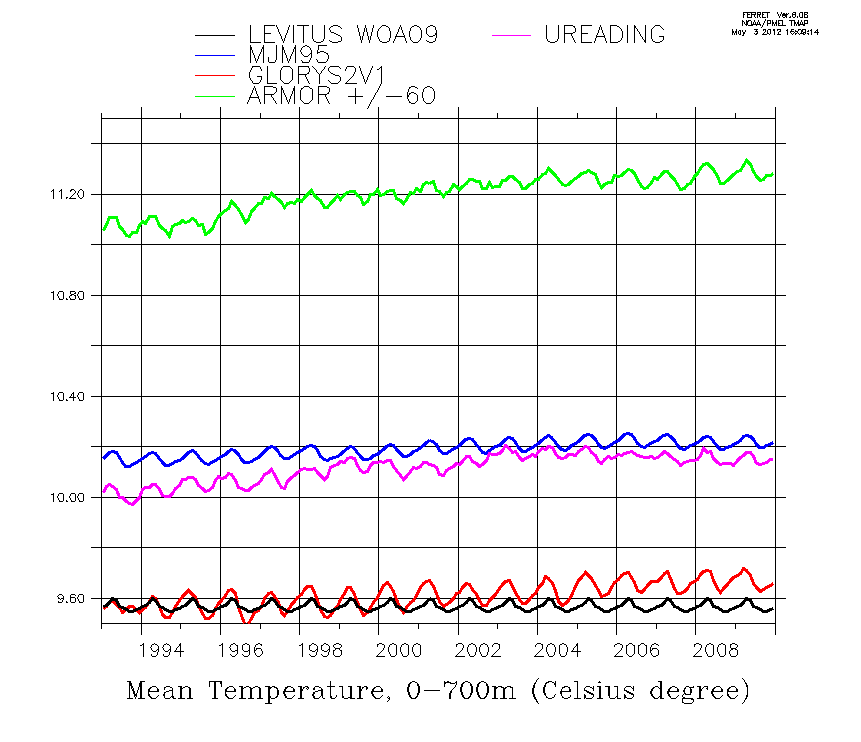 FERRET Ver.6.08
NOAA/PMEL TMAP
May 3 2012 16:09:14
LEVITUS WOA09 UREADING
MJM95
GLORYS2V1
ARMOR +/-60
11.20
10.80
10.40
10.00
9.60
1994 1996 1998 2000 2002 2004 2006 2008
Mean Temperature, 0-700m (Celsius degree)